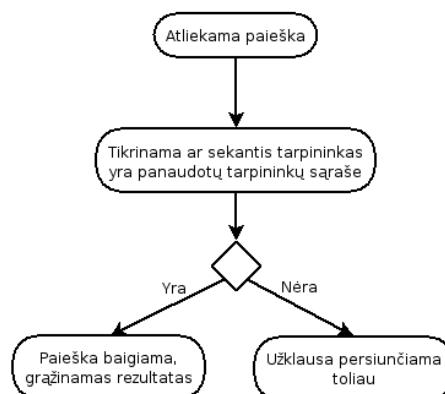 Atliekama paieška
Tikrinama ar sekantis tarpininkas
yra panaudotų tarpininkų sąraše
Yra
Nėra
Paieška baigiama,
grąžinamas rezultatas
Užklausa persiunčiama
toliau